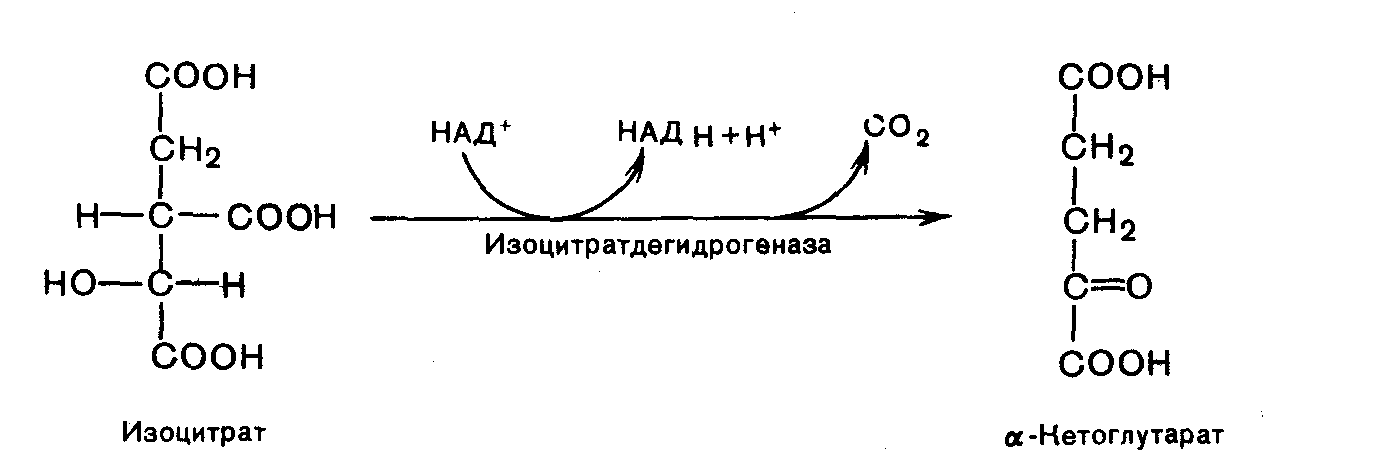 COOH
CH2
H—C—COOH
HO—C—H
COOH
Изоцитрат
НАД+
НАД Н + Н+
CO2
Изоцитратдегидрогеназа
COOH
CH2
CH2
C=O
COOH
α-Кетоглутарат